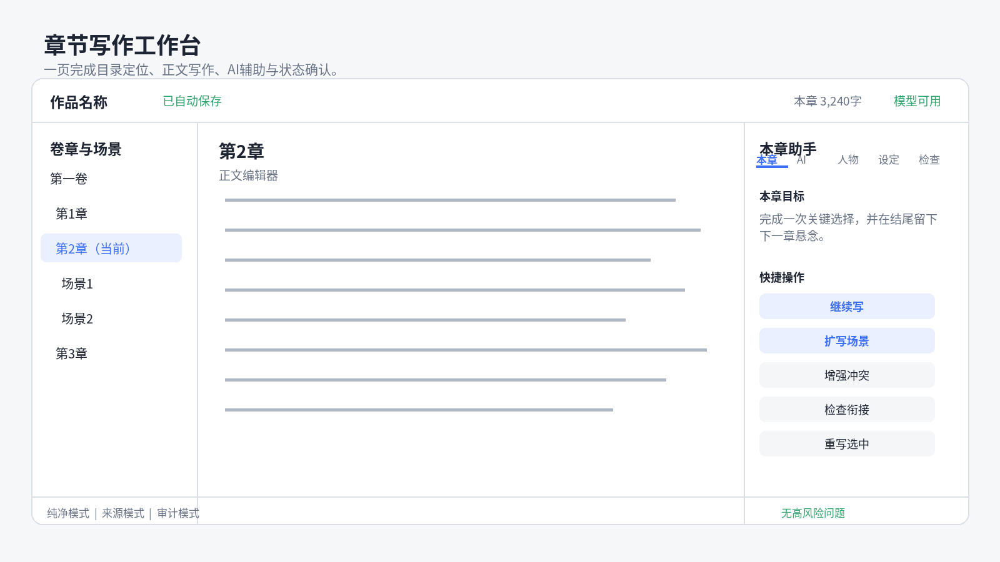 章节写作工作台
一页完成目录定位、正文写作、AI辅助与状态确认。
作品名称
已自动保存
本章 3,240字
模型可用
卷章与场景
第一卷
第1章
第2章（当前）
场景1
场景2
第3章
第2章
正文编辑器
本章助手
本章
AI
人物
设定
检查
本章目标
完成一次关键选择，并在结尾留下
下一章悬念。
快捷操作
继续写
扩写场景
增强冲突
检查衔接
重写选中
纯净模式｜来源模式｜审计模式
无高风险问题